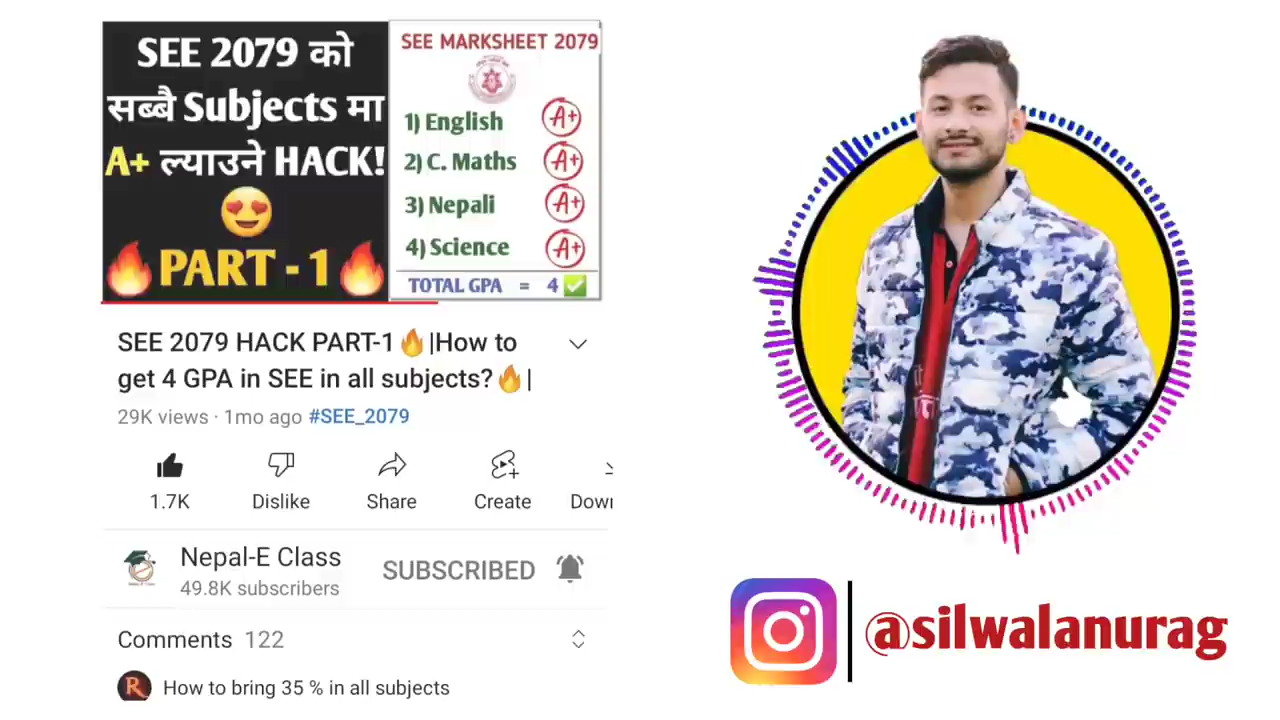 SEE 2079 को
सब्बै Subjects मा
A+ ल्याउने HACK!
PART - 1
SEE MARKSHEET 2079
1) English A+
2) C. Maths A+
3) Nepali A+
4) Science A+
TOTAL GPA = 4
SEE 2079 HACK PART-1🔥|How to
get 4 GPA in SEE in all subjects?🔥|
29K views · 1mo ago #SEE_2079
1.7K Dislike Share Create
Nepal-E Class
49.8K subscribers
SUBSCRIBED
Comments 122
R
How to bring 35 % in all subjects
@silwalanurag